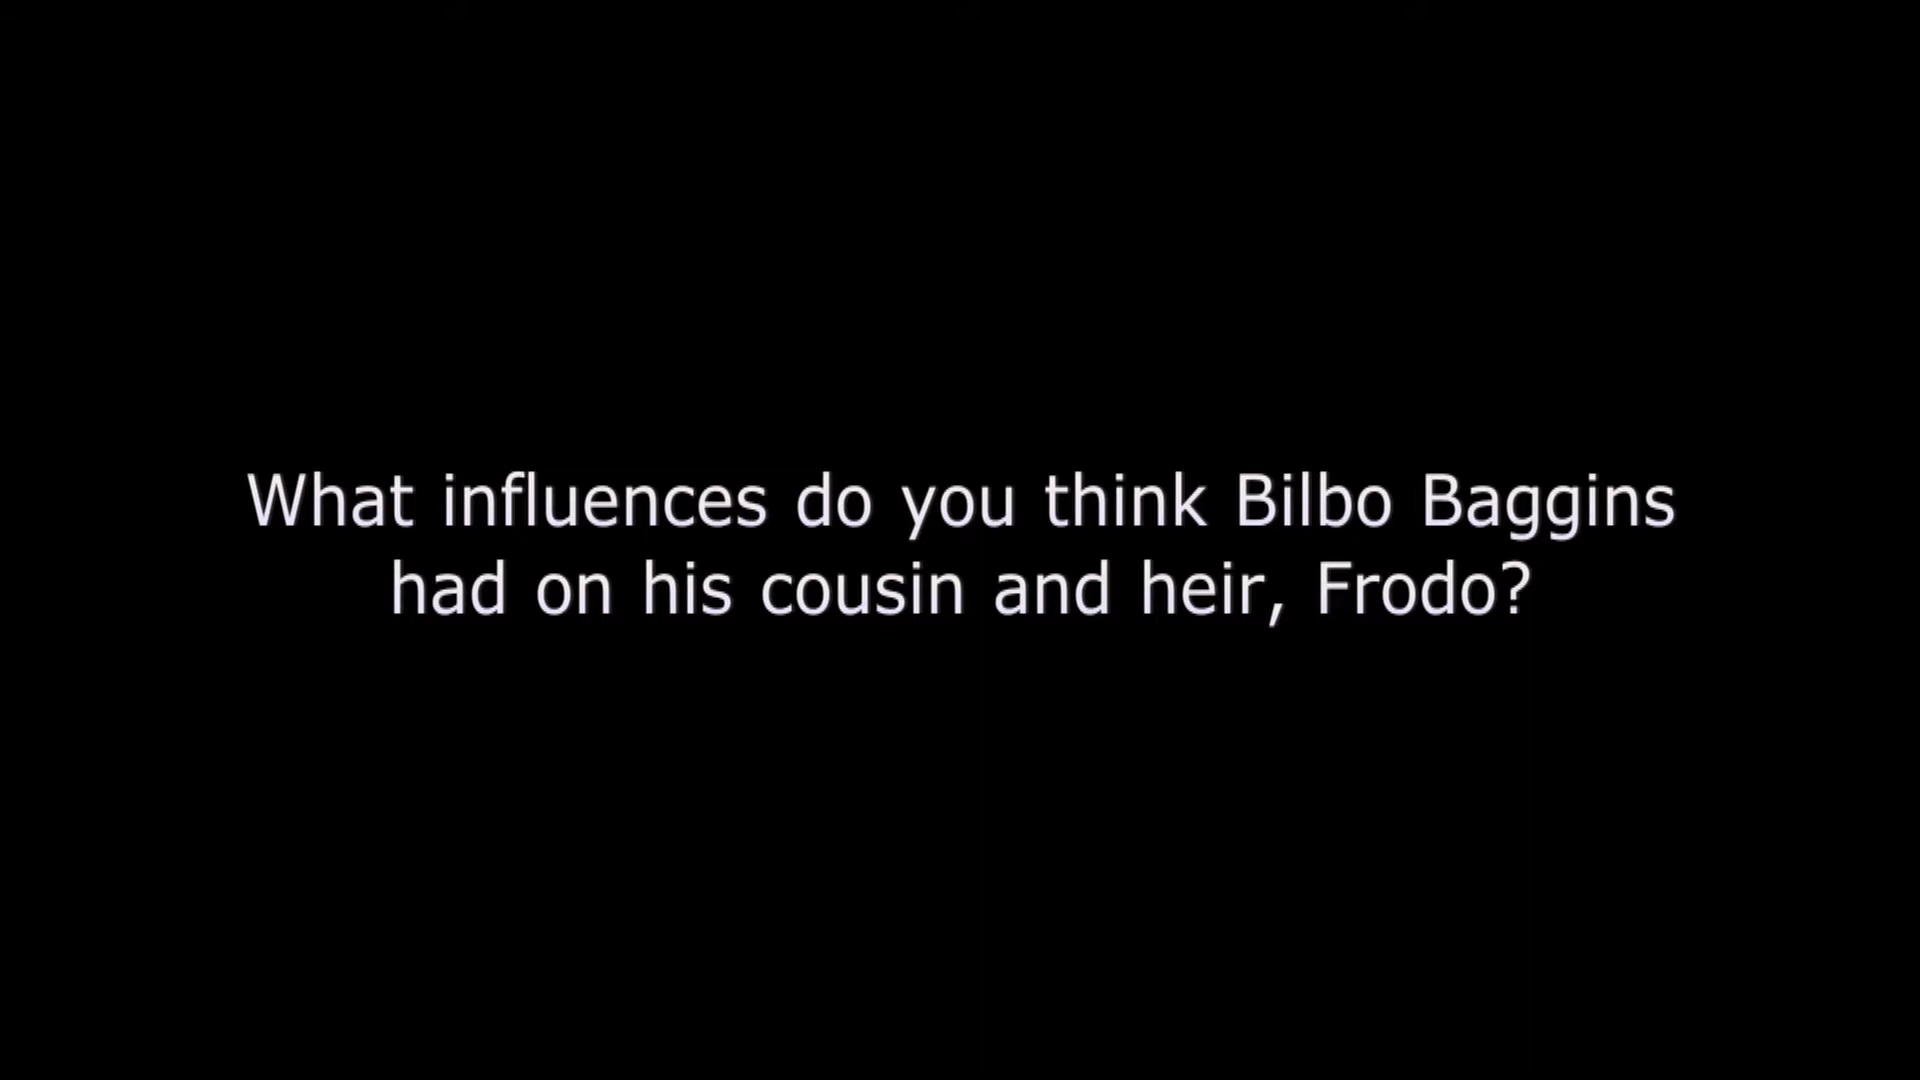 What influences do you think Bilbo Baggins
had on his cousin and heir, Frodo?